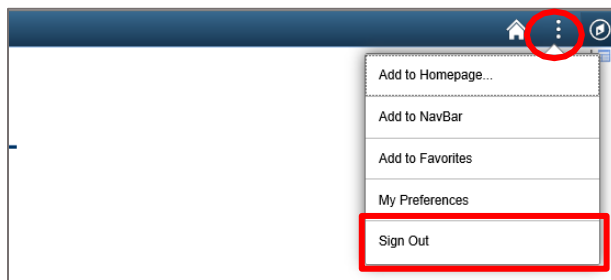 Add to Homepage...
Add to NavBar
Add to Favorites
My Preferences
Sign Out